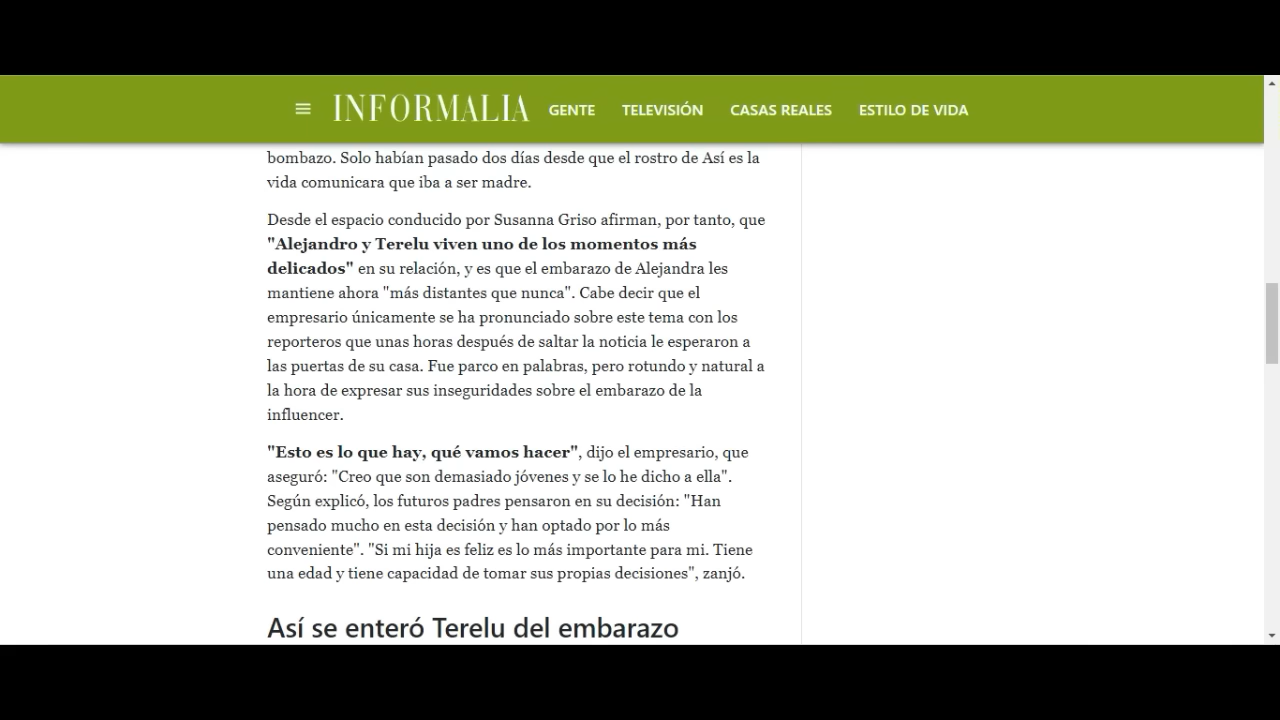 INFORMALIA GENTE TELEVISIÓN CASAS REALES ESTILO DE VIDA
bombazo. Solo habían pasado dos días desde que el rostro de Así es la
vida comunicara que iba a ser madre.
Desde el espacio conducido por Susanna Griso afirman, por tanto, que
"Alejandro y Terelu viven uno de los momentos más
delicados" en su relación, y es que el embarazo de Alejandra les
mantiene ahora "más distantes que nunca". Cabe decir que el
empresario únicamente se ha pronunciado sobre este tema con los
reporteros que unas horas después de saltar la noticia le esperaron a
las puertas de su casa. Fue parco en palabras, pero rotundo y natural a
la hora de expresar sus inseguridades sobre el embarazo de la
influencer.
"Esto es lo que hay, qué vamos hacer", dijo el empresario, que
aseguró: "Creo que son demasiado jóvenes y se lo he dicho a ella".
Según explicó, los futuros padres pensaron en su decisión: "Han
pensado mucho en esta decisión y han optado por lo más
conveniente". "Si mi hija es feliz es lo más importante para mi. Tiene
una edad y tiene capacidad de tomar sus propias decisiones", zanjó.
Así se enteró Terelu del embarazo